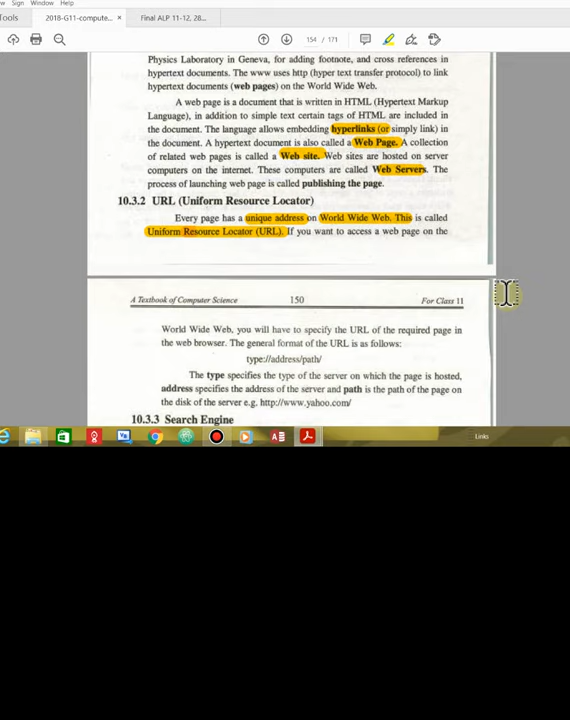 w Sign Window Help
Tools 2018-G11-compute... × Final ALP 11-12, 28...
154 / 171
Physics Laboratory in Geneva, for adding footnote, and cross references in
hypertext documents. The www uses http (hyper text transfer protocol) to link
hypertext documents (web pages) on the World Wide Web.
A web page is a document that is written in HTML (Hypertext Markup
Language), in addition to simple text certain tags of HTML are included in
the document. The language allows embedding hyperlinks (or simply link) in
the document. A hypertext document is also called a Web Page. A collection
of related web pages is called a Web site. Web sites are hosted on server
computers on the internet. These computers are called Web Servers. The
process of launching web page is called publishing the page.
10.3.2 URL (Uniform Resource Locator)
Every page has a unique address on World Wide Web. This is called
Uniform Resource Locator (URL). If you want to access a web page on the
A Textbook of Computer Science 150 For Class 11
World Wide Web, you will have to specify the URL of the required page in
the web browser. The general format of the URL is as follows:
type://address/path/
The type specifies the type of the server on which the page is hosted,
address specifies the address of the server and path is the path of the page on
the disk of the server e.g. http://www.yahoo.com/
10.3.3 Search Engine
Links